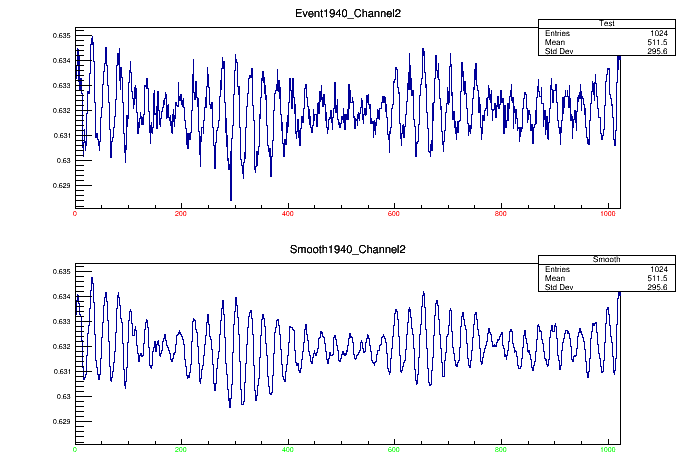 Event1940_Channel2
Test
Entries 1024
Mean 511.5
Std Dev 295.6
0.635
0.634
0.633
0.632
0.631
0.63
0.629
0 200 400 600 800 1000
Smooth1940_Channel2
Smooth
Entries 1024
Mean 511.5
Std Dev 295.6
0.635
0.634
0.633
0.632
0.631
0.63
0.629
0 200 400 600 800 1000